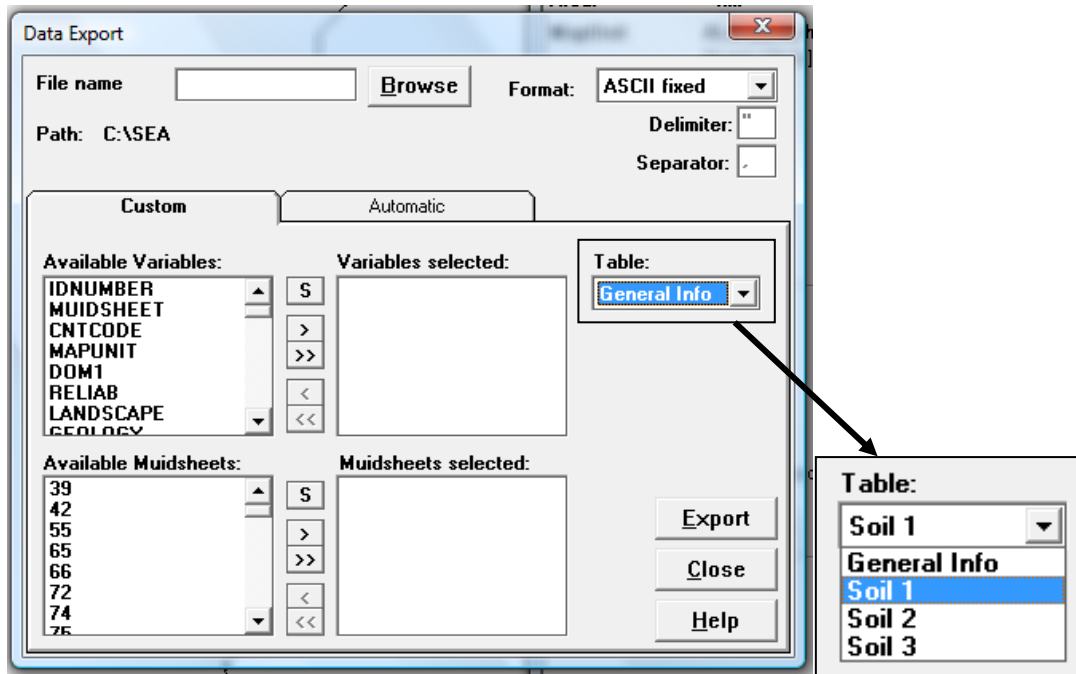 Data Export
X
File name
Browse
Format:
ASCII fixed
Path: C:\SEA
Delimiter: "
Separator: ,
Custom
Automatic
Available Variables:
Variables selected:
Table:
IDNUMBER
MUIDSHEET
CNTCODE
MAPUNIT
DOM1
RELIAB
LANDSCAPE
GEOLOGY
S
>
>>
<
<<
General Info
Available Muidsheets:
Muidsheets selected:
39
42
55
65
66
72
74
75
S
>
>>
<
<<
Export
Close
Help
Table:
Soil 1
General Info
Soil 1
Soil 2
Soil 3